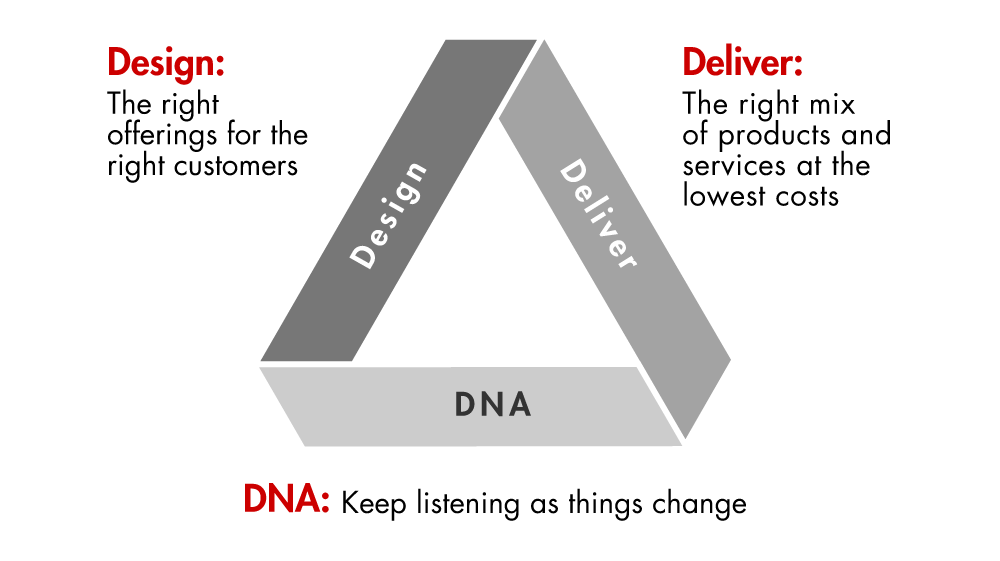 Design:
The right
offerings for the
right customers
Deliver:
The right mix
of products and
services at the
lowest costs
Design
Deliver
DNA
DNA: Keep listening as things change